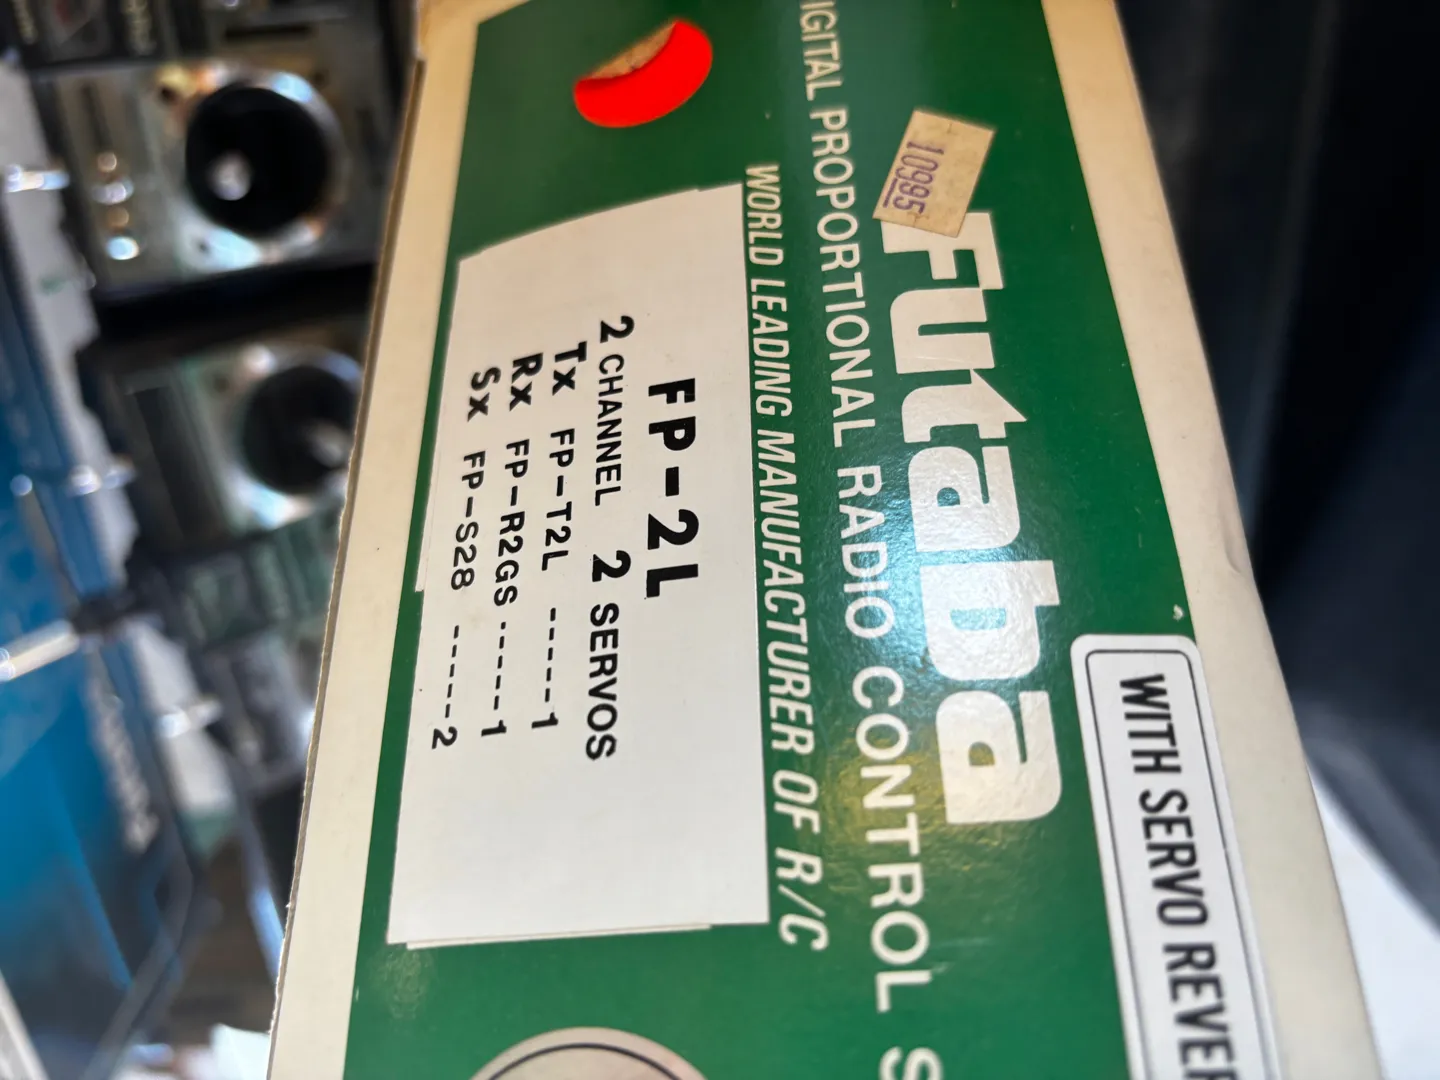 10995
Futaba
IGITAL PROPORTIONAL RADIO CONTROL S
WORLD LEADING MANUFACTURER OF R/C
WITH SERVO REVER
FP-2L
2 CHANNEL 2 SERVOS
Tx FP-T2L ------1
Rx FP-R2GS ------1
Sx FP-S28 ------2